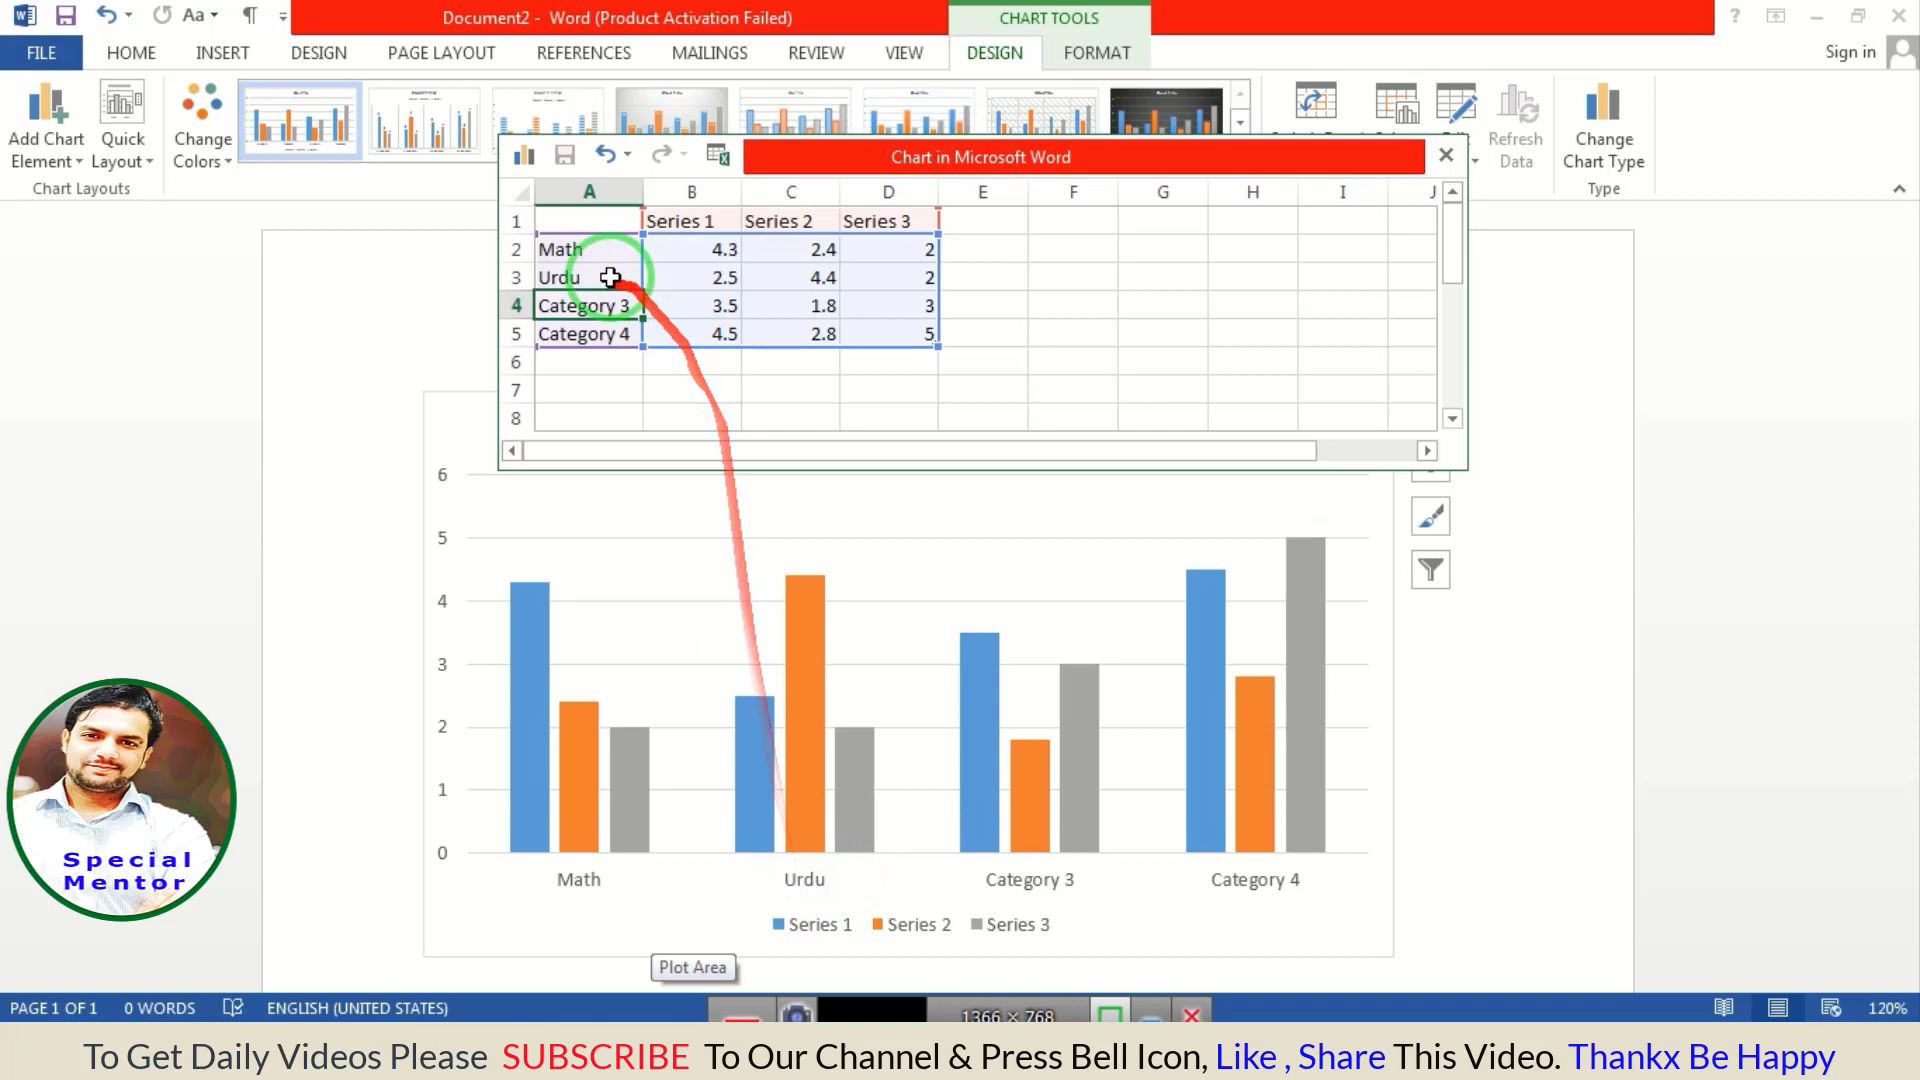 Aa
Document2 - Word (Product Activation Failed)
CHART TOOLS
?
FILE
HOME
INSERT
DESIGN
PAGE LAYOUT
REFERENCES
MAILINGS
REVIEW
VIEW
DESIGN
FORMAT
Sign in
Add Chart
Element
Quick
Layout
Change
Colors
Refresh
Data
Change
Chart Type
Chart Layouts
Type
Chart in Microsoft Word
A B C D E F G H I J
1 Series 1 Series 2 Series 3
2 Math 4.3 2.4 2
3 Urdu 2.5 4.4 2
4 Category 3 3.5 1.8 3
5 Category 4 4.5 2.8 5
6
7
8
6
5
4
3
2
1
0
Math Urdu Category 3 Category 4
Series 1 Series 2 Series 3
Plot Area
Special
Mentor
PAGE 1 OF 1 0 WORDS ENGLISH (UNITED STATES) 120%
1366 × 768
To Get Daily Videos Please SUBSCRIBE To Our Channel & Press Bell Icon, Like , Share This Video. Thankx Be Happy